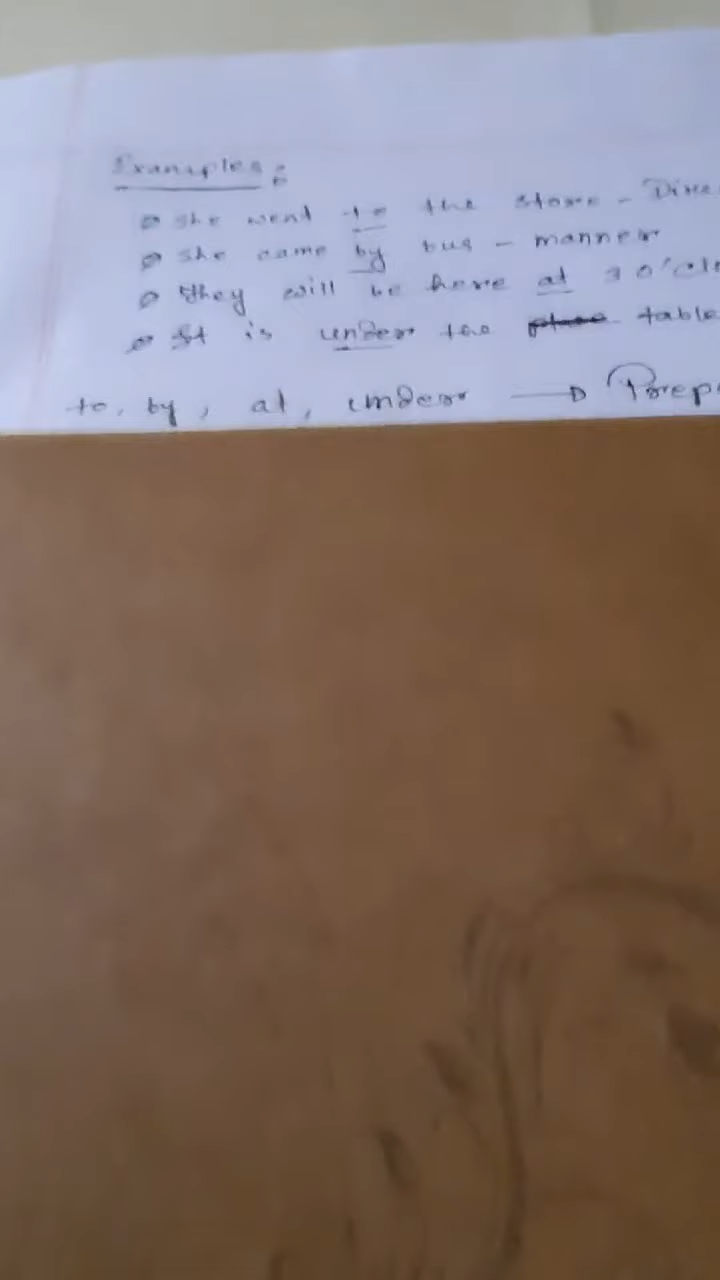 Examples:
She went to the store - Dire
She came by bus - manner
They will be here at 3 o'clo
It is under the table
to, by, at, under → Prep